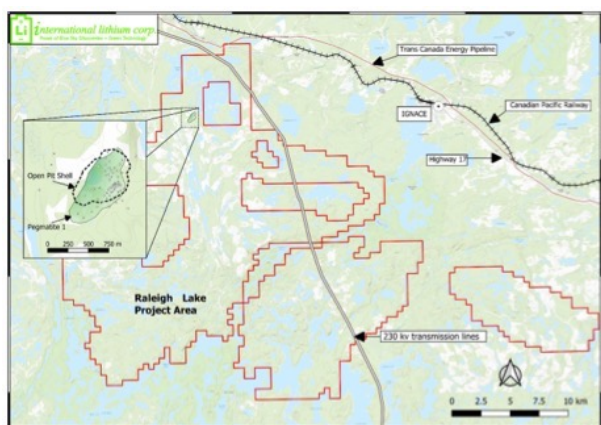 Li
international lithium corp.
Trans Canada Energy Pipeline
Canadian Pacific Railway
IGNACE
Highway 17
Open Pit Shell
Pegmatite 1
0 250 500 750 m
Raleigh Lake
Project Area
230 kv transmission lines
0 2.5 5 7.5 10 km